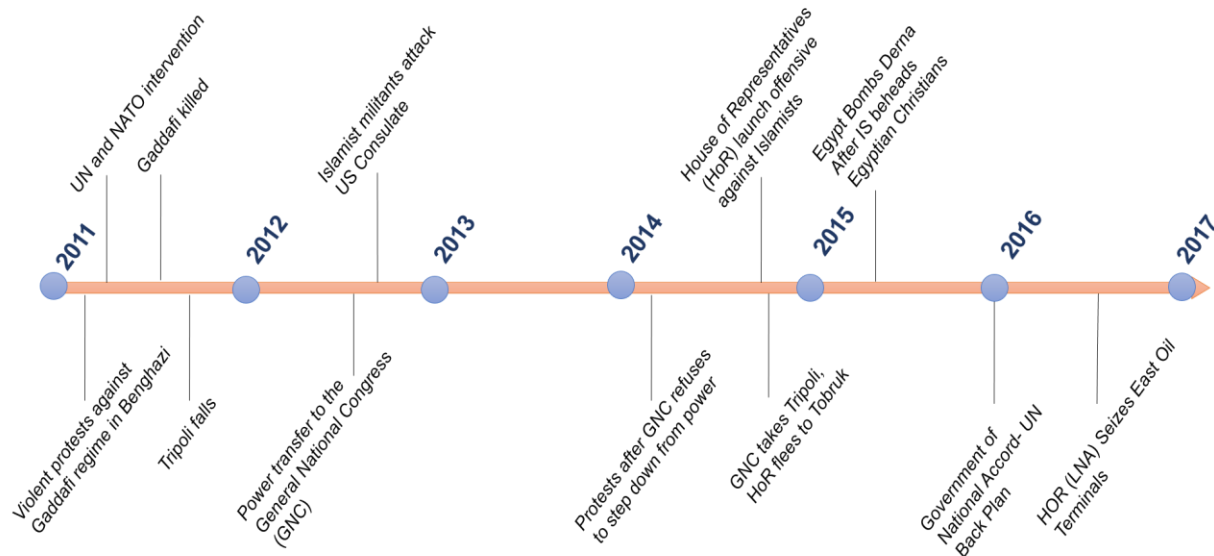 UN and NATO intervention
Gaddafi killed
Islamist militants attack
US Consulate
House of Representatives
(HoR) launch offensive
against Islamists
Egypt Bombs Derna
After IS beheads
Egyptian Christians
2011
2012
2013
2014
2015
2016
2017
Violent protests against
Gaddafi regime in Benghazi
Tripoli falls
Power transfer to the
General National Congress
(GNC)
Protests after GNC refuses
to step down from power
GNC takes Tripoli,
HoR flees to Tobruk
Government of
National Accord- UN
Back Plan
HOR (LNA) Seizes East Oil
Terminals